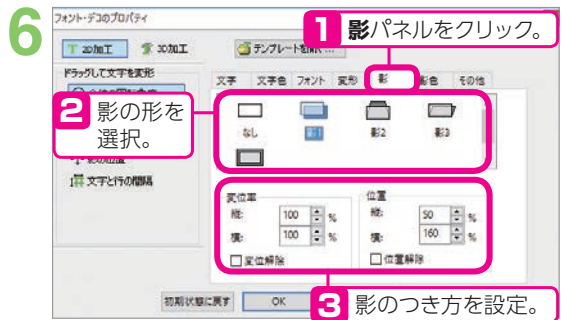 6
フォント・デコのプロパティ
1 影パネルをクリック。
2D加工 3D加工 テンプレートを開く...
ドラッグして文字を変形
文字 文字色 フォント 変形 影 影色 その他
2 影の形を
選択。
なし 影1 影2 影3
文字と行の間隔
変位率 位置
縦: 100 % 縦: 50 %
横: 100 % 横: 160 %
変位解除 位置解除
初期状態に戻す OK
3 影のつき方を設定。